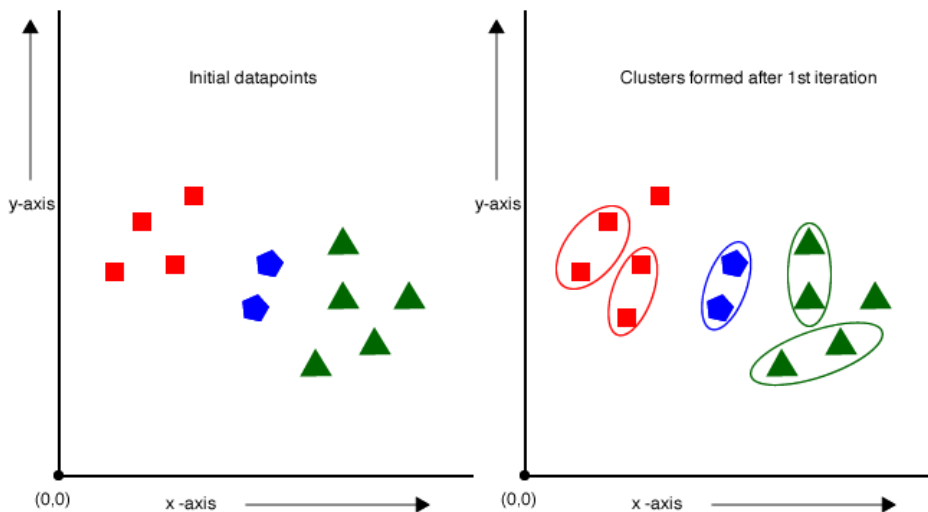 Initial datapoints
y-axis
(0,0)
x -axis
Clusters formed after 1st iteration
y-axis
(0,0)
x -axis